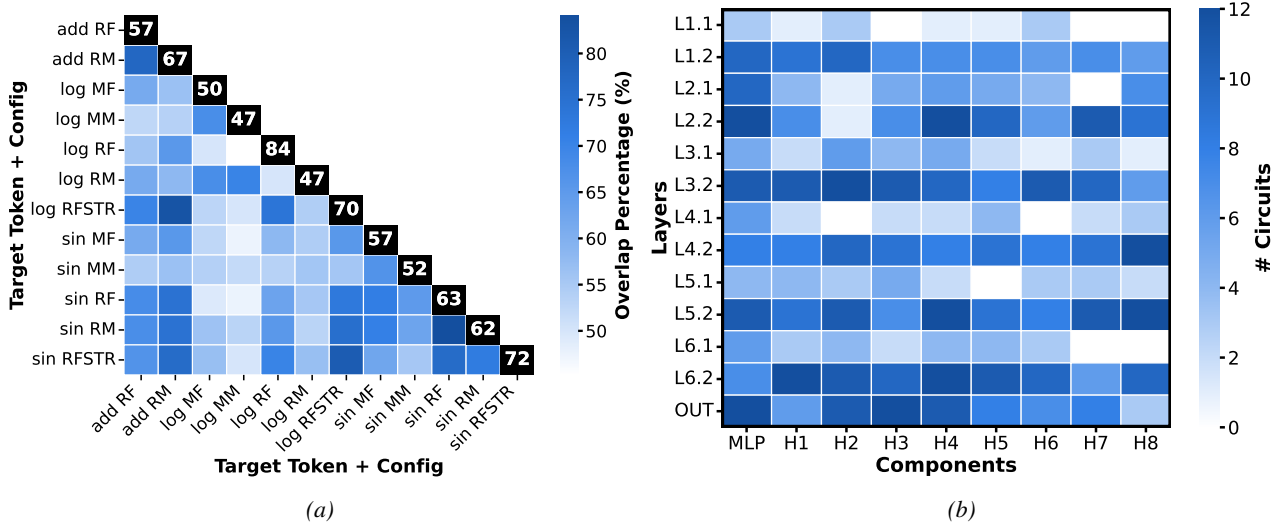 add RF
add RM
log MF
log MM
log RF
log RM
log RFSTR
sin MF
sin MM
sin RF
sin RM
sin RFSTR
Target Token + Config
57
67
50
47
84
47
70
57
52
63
62
72
add RF
add RM
log MF
log MM
log RF
log RM
log RFSTR
sin MF
sin MM
sin RF
sin RM
sin RFSTR
Target Token + Config
80
75
70
65
60
55
50
Overlap Percentage (%)
(a)
Layers
L1.1
L1.2
L2.1
L2.2
L3.1
L3.2
L4.1
L4.2
L5.1
L5.2
L6.1
L6.2
OUT
MLP H1 H2 H3 H4 H5 H6 H7 H8
Components
12
10
8
6
4
2
0
# Circuits
(b)